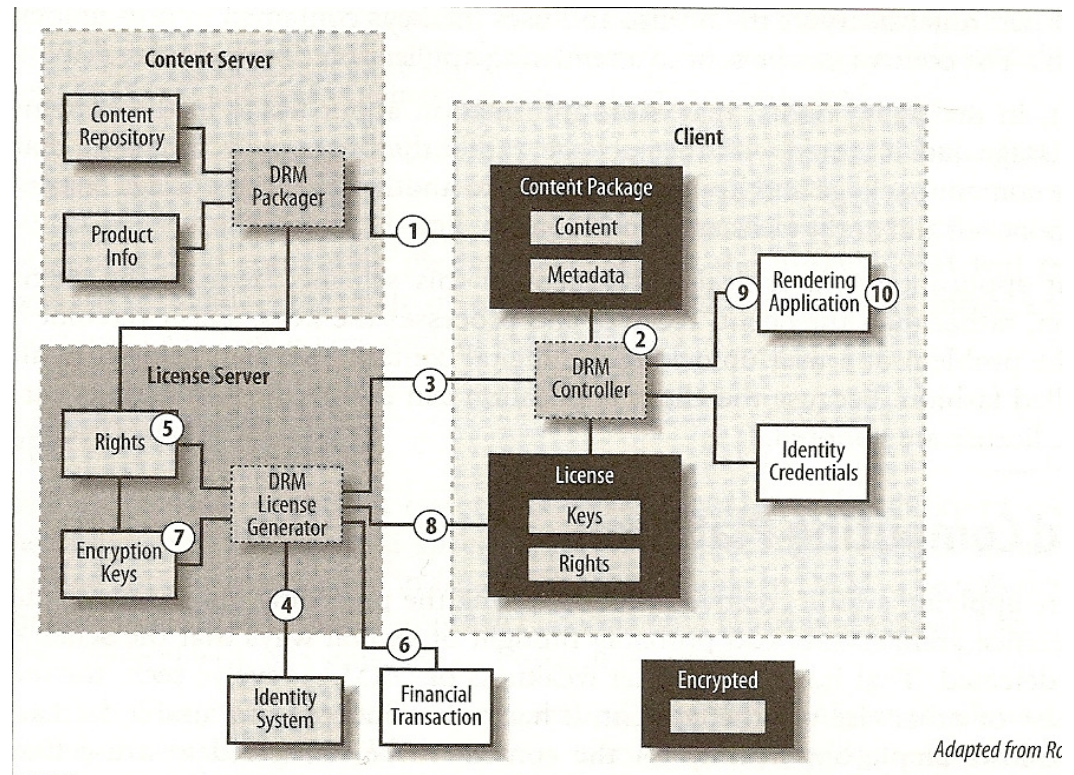 Content Server
Content
Repository
DRM
Packager
Product
Info
1
Client
Content Package
Content
Metadata
2
DRM
Controller
9
Rendering
Application
10
Identity
Credentials
License Server
3
Rights
5
DRM
License
Generator
Encryption
Keys
7
8
License
Keys
Rights
4
6
Identity
System
Financial
Transaction
Encrypted
Adapted from Ro